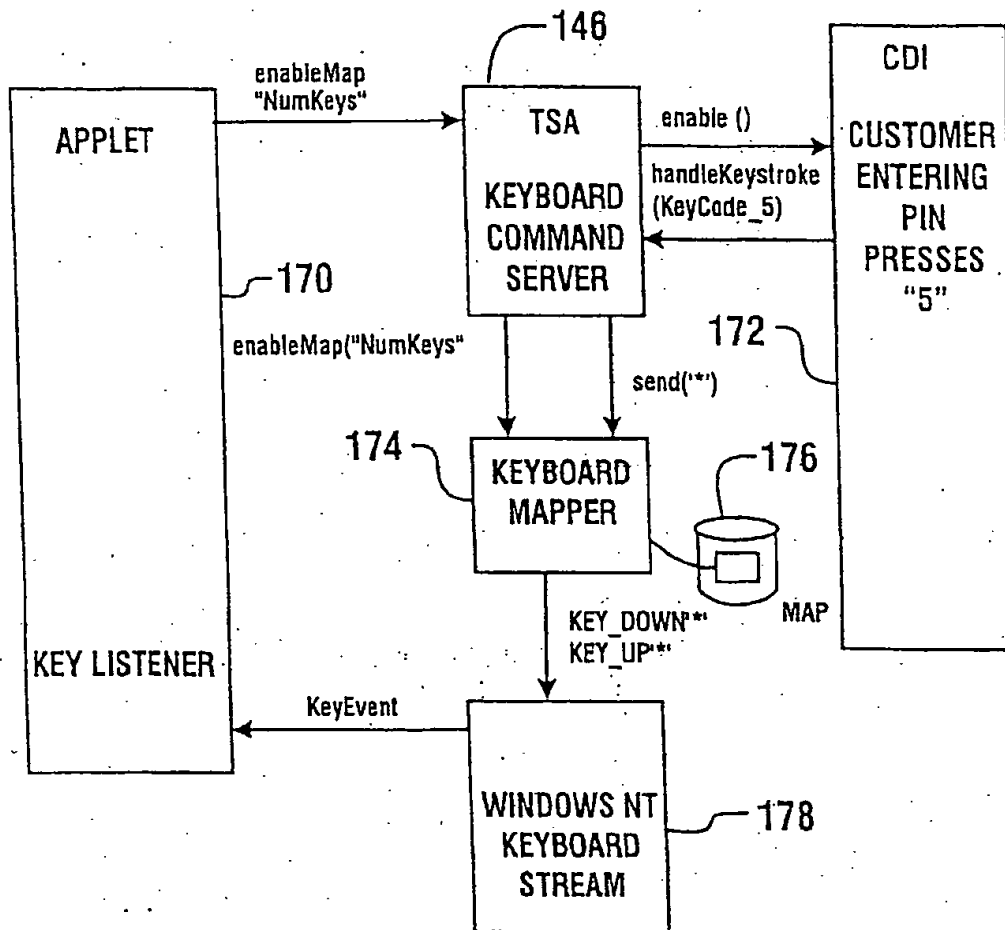 146
enableMap
"NumKeys"
APPLET
TSA
KEYBOARD
COMMAND
SERVER
enable ()
handleKeystroke
(KeyCode_5)
CDI
CUSTOMER
ENTERING
PIN
PRESSES
"5"
170
172
enableMap("NumKeys"
send('*')
174
KEYBOARD
MAPPER
176
MAP
KEY_DOWN'*'
KEY_UP'*'
KEY LISTENER
KeyEvent
WINDOWS NT
KEYBOARD
STREAM
178